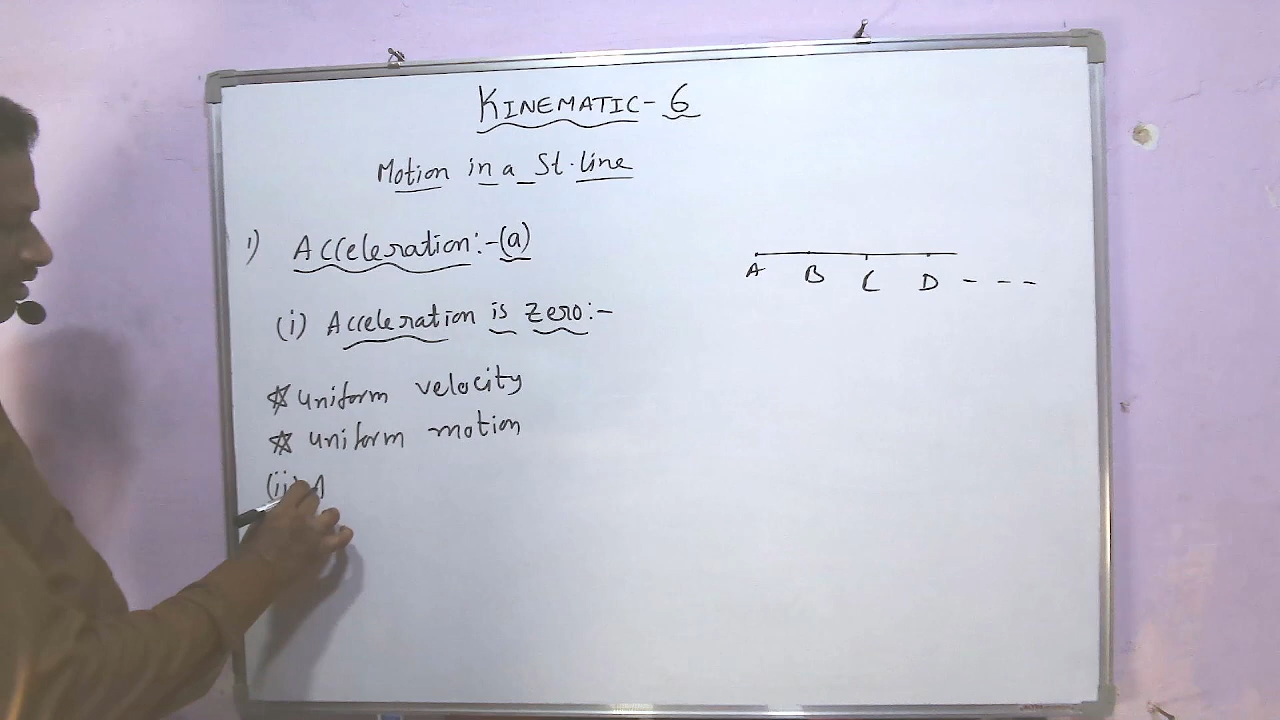 KINEMATIC-6
Motion in a St. line
1) Acceleration:-(a)
(i) Acceleration is zero:-
☆ uniform velocity
☆ uniform motion
(ii) A
A B C D - - -